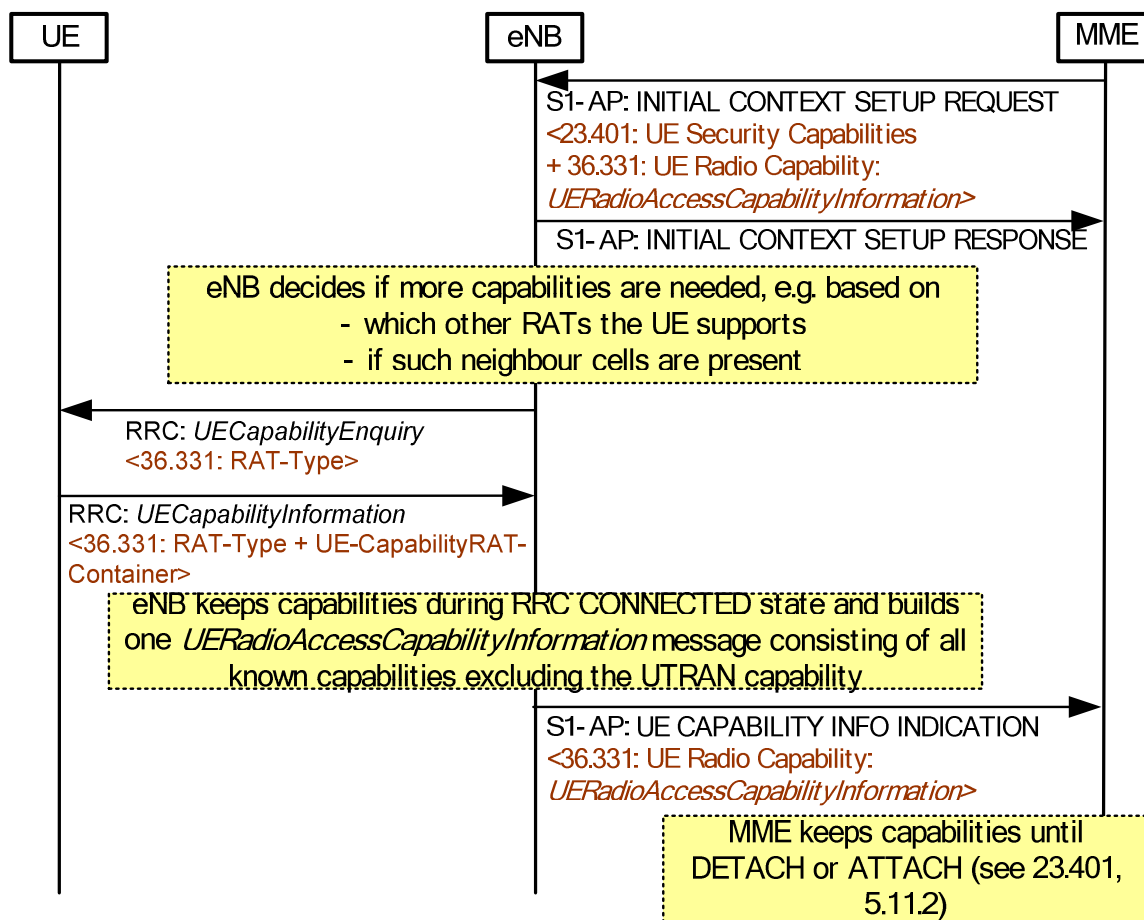 UE
eNB
MME
S1-AP: INITIAL CONTEXT SETUP REQUEST
<23.401: UE Security Capabilities
+ 36.331: UE Radio Capability:
UERadioAccessCapabilityInformation>
S1-AP: INITIAL CONTEXT SETUP RESPONSE
eNB decides if more capabilities are needed, e.g. based on
- which other RATs the UE supports
- if such neighbour cells are present
RRC: UECapabilityEnquiry
<36.331: RAT-Type>
RRC: UECapabilityInformation
<36.331: RAT-Type + UE-CapabilityRAT-
Container>
eNB keeps capabilities during RRC CONNECTED state and builds
one UERadioAccessCapabilityInformation message consisting of all
known capabilities excluding the UTRAN capability
S1-AP: UE CAPABILITY INFO INDICATION
<36.331: UE Radio Capability:
UERadioAccessCapabilityInformation>
MME keeps capabilities until
DETACH or ATTACH (see 23.401,
5.11.2)